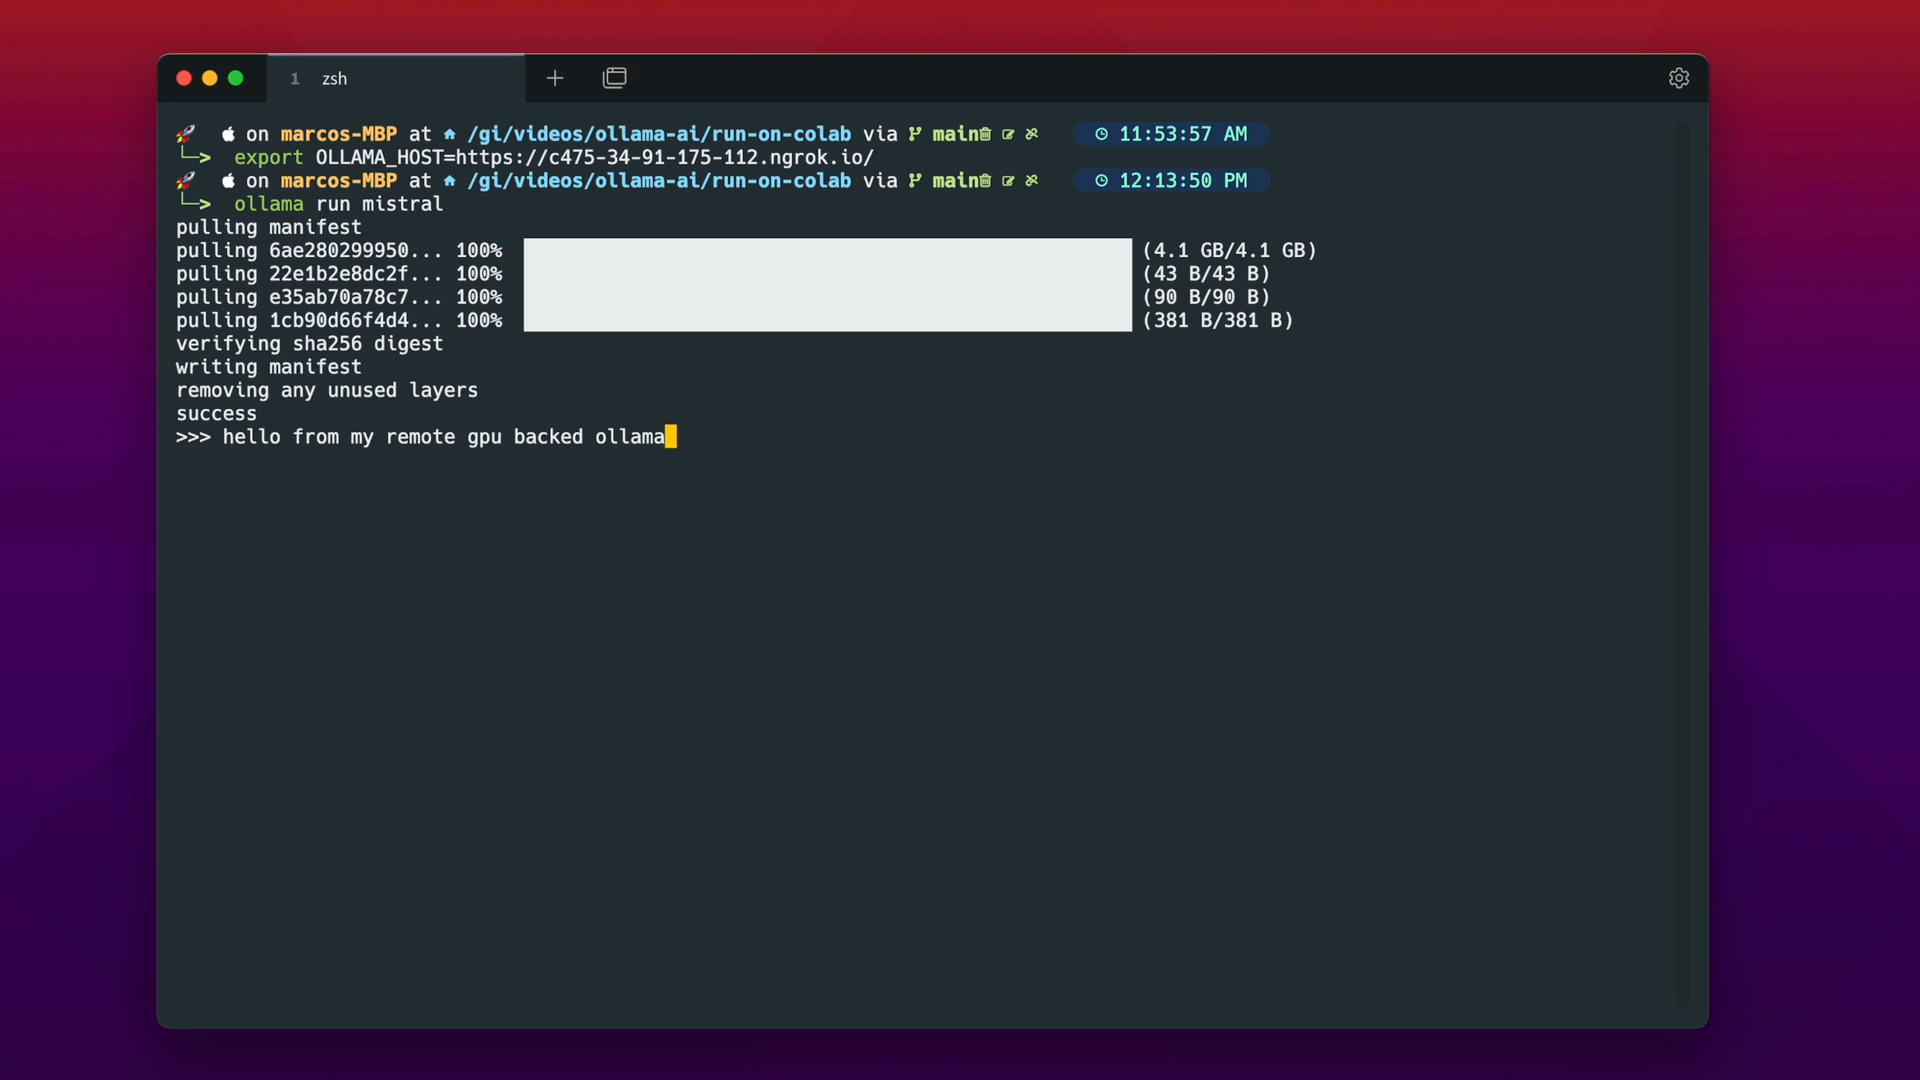 1 zsh
on marcos-MBP at /gi/videos/ollama-ai/run-on-colab via main 11:53:57 AM
└─> export OLLAMA_HOST=https://c475-34-91-175-112.ngrok.io/
on marcos-MBP at /gi/videos/ollama-ai/run-on-colab via main 12:13:50 PM
└─> ollama run mistral
pulling manifest
pulling 6ae280299950... 100% (4.1 GB/4.1 GB)
pulling 22e1b2e8dc2f... 100% (43 B/43 B)
pulling e35ab70a78c7... 100% (90 B/90 B)
pulling 1cb90d66f4d4... 100% (381 B/381 B)
verifying sha256 digest
writing manifest
removing any unused layers
success
>>> hello from my remote gpu backed ollama